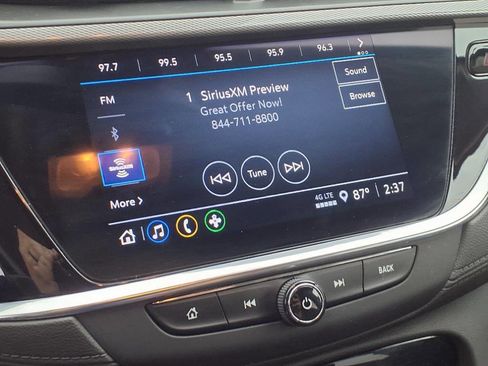 97.7 99.5 95.5 95.9 96.3
FM
1 SiriusXM Preview
Great Offer Now!
844-711-8800
Sound
Browse
SIRIUSXM
Tune
More
4G LTE 87° 2:37
BACK